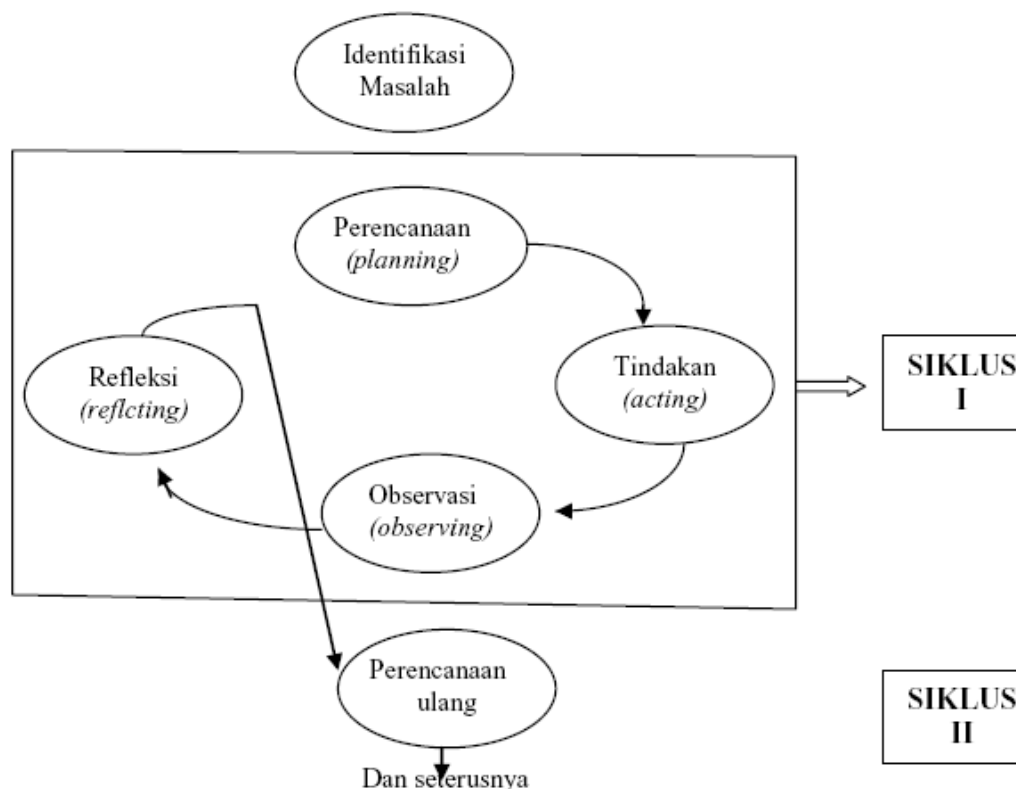 Identifikasi
Masalah
Perencanaan
(planning)
Refleksi
(reflcting)
Tindakan
(acting)
SIKLUS
I
Observasi
(observing)
Perencanaan
ulang
SIKLUS
II
Dan seterusnya